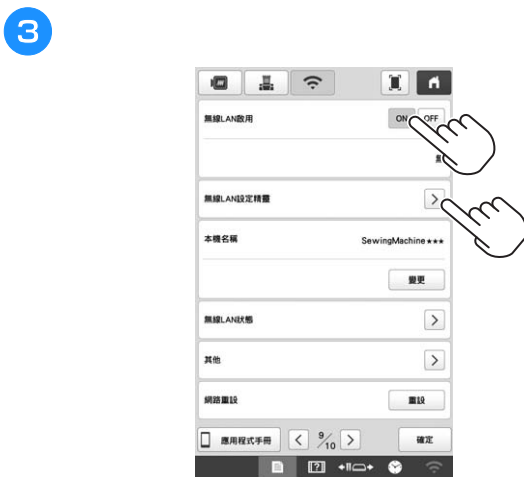 3
無線LAN啟用
ON OFF
無線LAN設定精靈
本機名稱
SewingMachine★★★
變更
無線LAN狀態
其他
網路重設
重設
應用程式手冊
9/10
確定